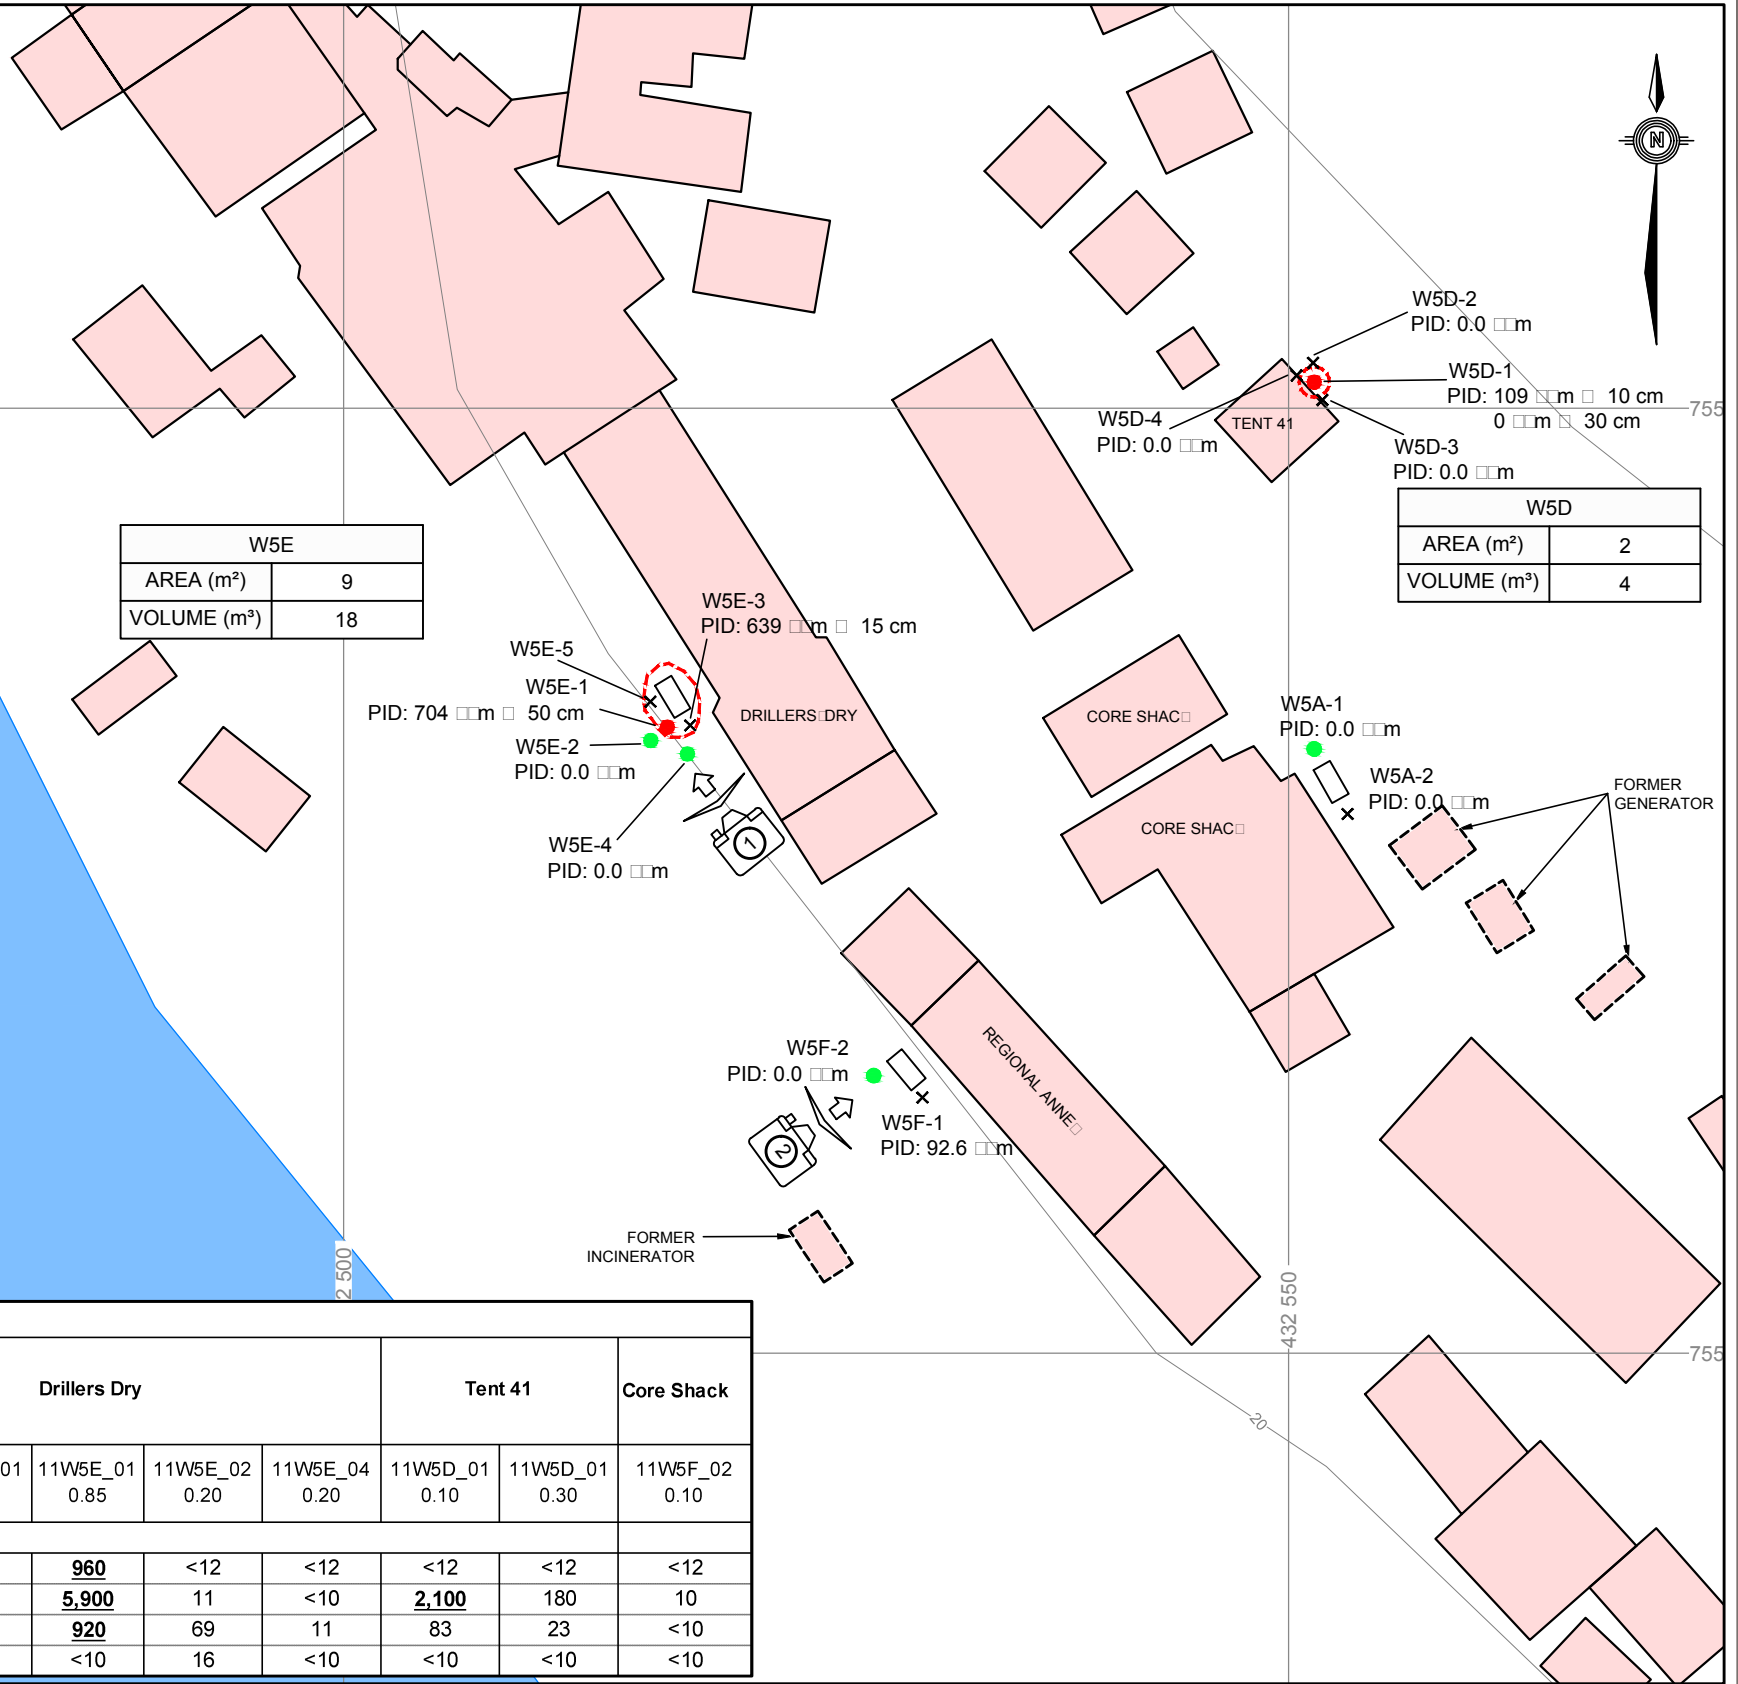 N
W5D-2
PID: 0.0 □□m
W5D-1
PID: 109 □□m □ 10 cm
0 □□m □ 30 cm
755
W5D-4
PID: 0.0 □□m
TENT 41
W5D-3
PID: 0.0 □□m
W5D
AREA (m²) 2
VOLUME (m³) 4
W5E
AREA (m²) 9
VOLUME (m³) 18
W5E-3
PID: 639 □□m □ 15 cm
W5E-5
W5E-1
PID: 704 □□m □ 50 cm
W5E-2
PID: 0.0 □□m
W5E-4
PID: 0.0 □□m
DRILLERS□DRY
1
CORE SHAC□
CORE SHAC□
W5A-1
PID: 0.0 □□m
W5A-2
PID: 0.0 □□m
FORMER
GENERATOR
W5F-2
PID: 0.0 □□m
W5F-1
PID: 92.6 □□m
2
REGIONAL ANNE□
FORMER
INCINERATOR
2 500
432 550
755
20
Drillers Dry Tent 41 Core Shack
01 11W5E_01 11W5E_02 11W5E_04 11W5D_01 11W5D_01 11W5F_02
0.85 0.20 0.20 0.10 0.30 0.10
960 <12 <12 <12 <12 <12
5,900 11 <10 2,100 180 10
920 69 11 83 23 <10
<10 16 <10 <10 <10 <10